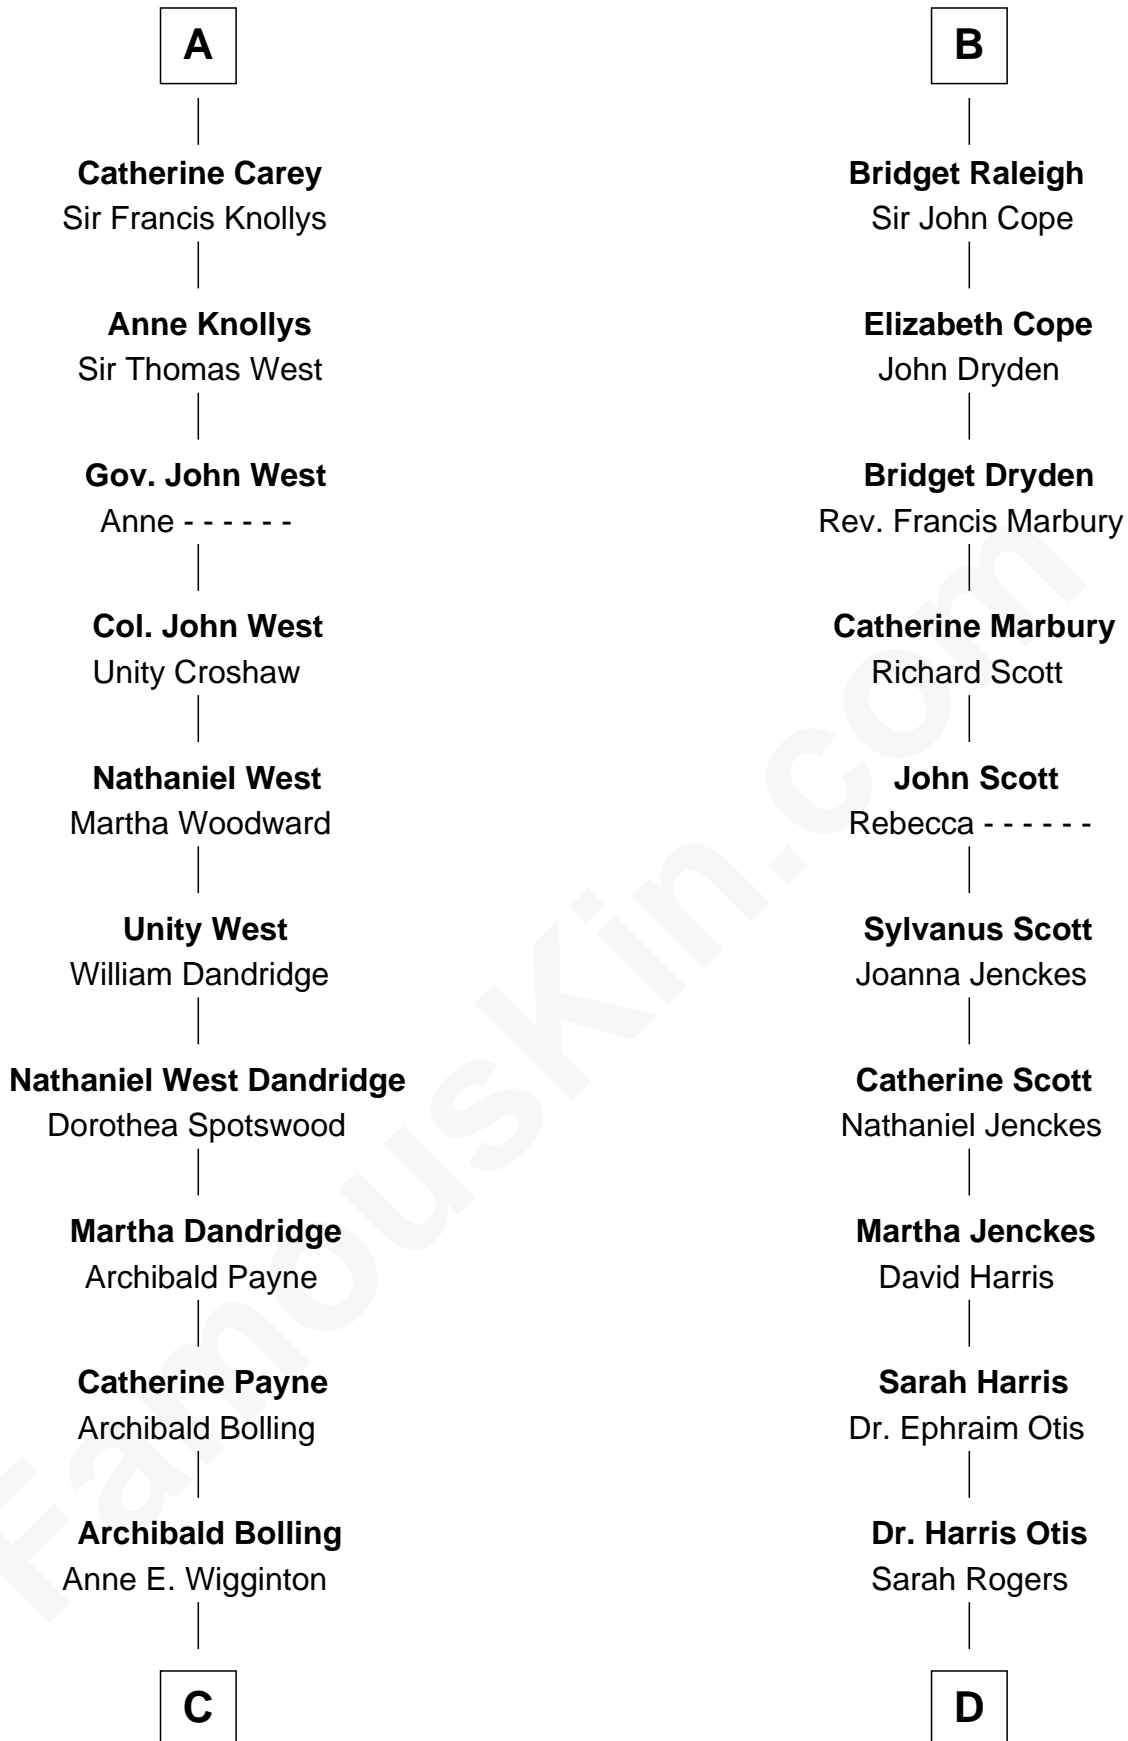 A
Catherine Carey
Sir Francis Knollys
Anne Knollys
Sir Thomas West
Gov. John West
Anne - - - - - -
Col. John West
Unity Croshaw
Nathaniel West
Martha Woodward
Unity West
William Dandridge
Nathaniel West Dandridge
Dorothea Spotswood
Martha Dandridge
Archibald Payne
Catherine Payne
Archibald Bolling
Archibald Bolling
Anne E. Wigginton
C
B
Bridget Raleigh
Sir John Cope
Elizabeth Cope
John Dryden
Bridget Dryden
Rev. Francis Marbury
Catherine Marbury
Richard Scott
John Scott
Rebecca - - - - - -
Sylvanus Scott
Joanna Jenckes
Catherine Scott
Nathaniel Jenckes
Martha Jenckes
David Harris
Sarah Harris
Dr. Ephraim Otis
Dr. Harris Otis
Sarah Rogers
D
FamousKin.com